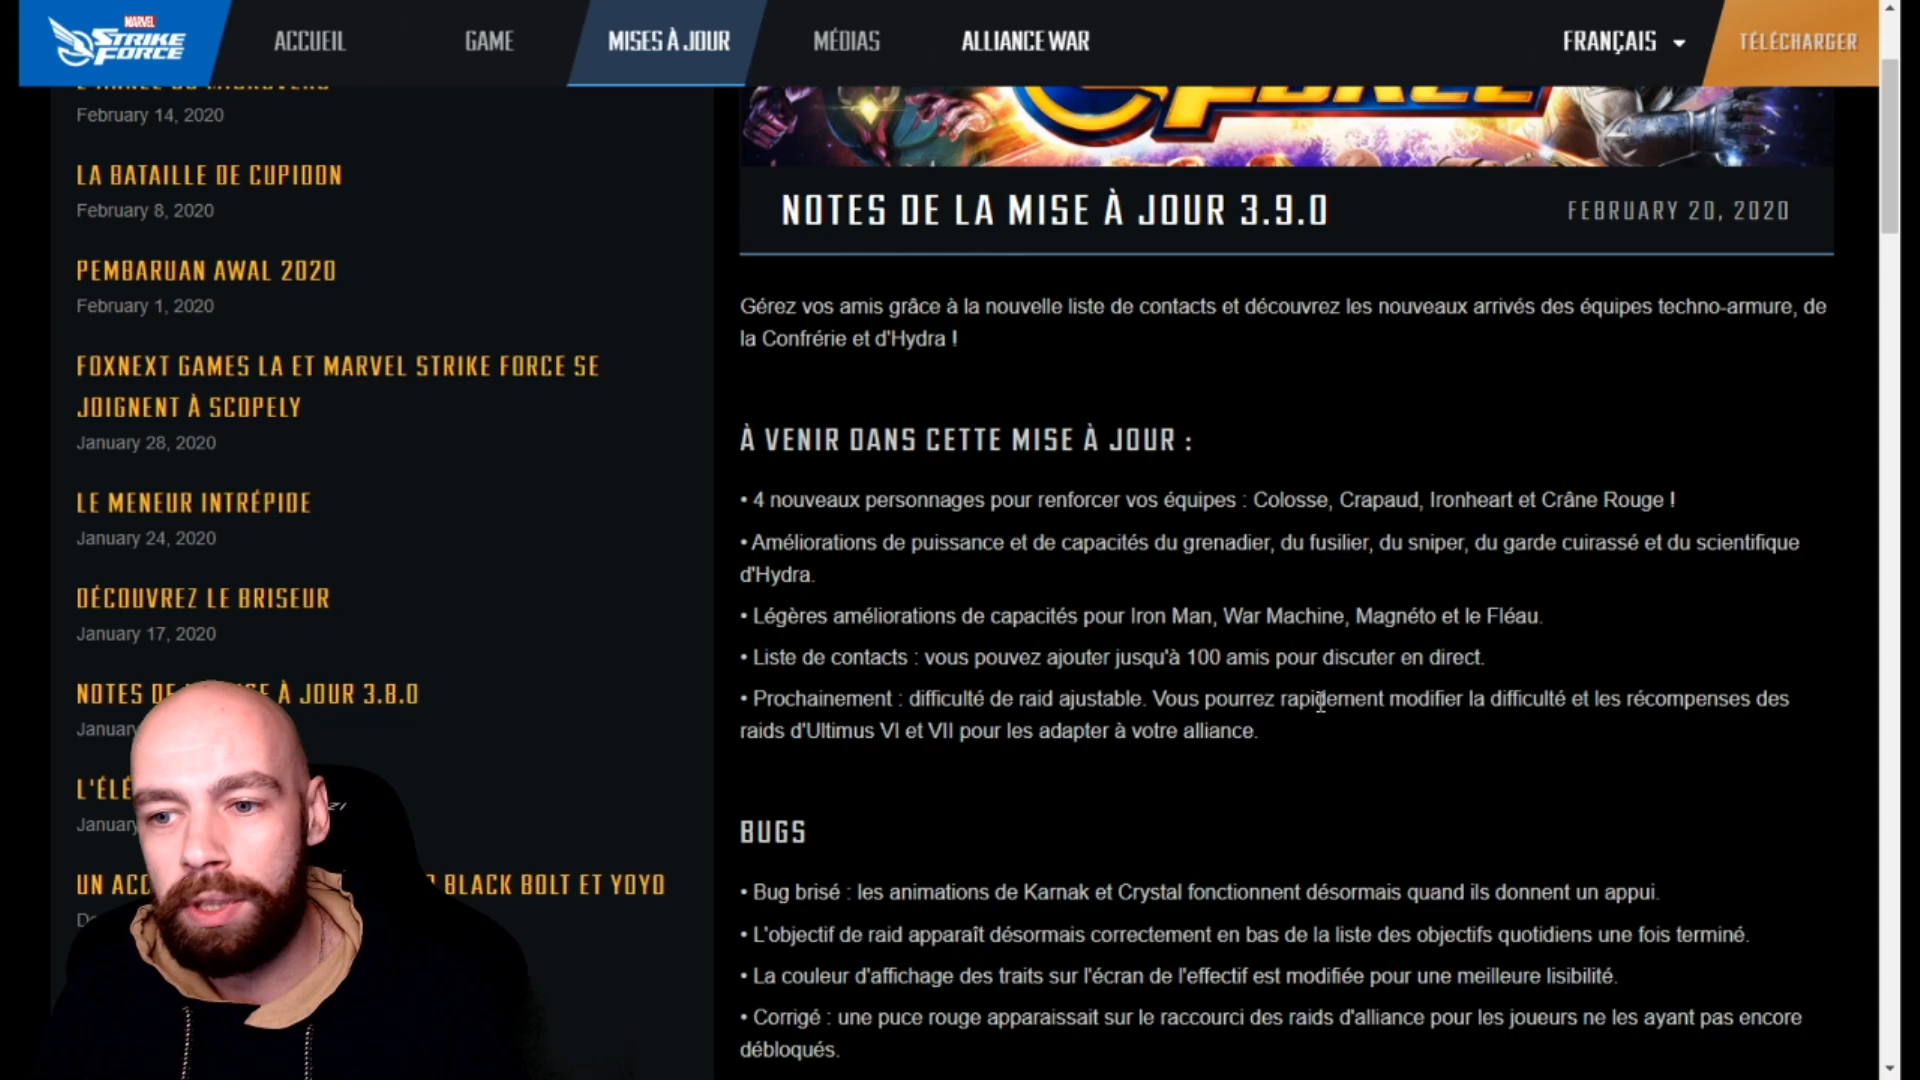 MARVEL
STRIKE
FORCE
ACCUEIL
GAME
MISES À JOUR
MÉDIAS
ALLIANCE WAR
FRANÇAIS
TÉLÉCHARGER
February 14, 2020
LA BATAILLE DE CUPIDON
February 8, 2020
PEMBARUAN AWAL 2020
February 1, 2020
FOXNEXT GAMES LA ET MARVEL STRIKE FORCE SE
JOIGNENT À SCOPELY
January 28, 2020
LE MENEUR INTRÉPIDE
January 24, 2020
DÉCOUVREZ LE BRISEUR
January 17, 2020
NOTES DE À JOUR 3.8.0
January
L'ÉLÉ
January
UN ACC BLACK BOLT ET YOYO
FORCE
NOTES DE LA MISE À JOUR 3.9.0
FEBRUARY 20, 2020
Gérez vos amis grâce à la nouvelle liste de contacts et découvrez les nouveaux arrivés des équipes techno-armure, de
la Confrérie et d'Hydra !
À VENIR DANS CETTE MISE À JOUR :
• 4 nouveaux personnages pour renforcer vos équipes : Colosse, Crapaud, Ironheart et Crâne Rouge !
• Améliorations de puissance et de capacités du grenadier, du fusilier, du sniper, du garde cuirassé et du scientifique
d'Hydra.
• Légères améliorations de capacités pour Iron Man, War Machine, Magnéto et le Fléau.
• Liste de contacts : vous pouvez ajouter jusqu'à 100 amis pour discuter en direct.
• Prochainement : difficulté de raid ajustable. Vous pourrez rapidement modifier la difficulté et les récompenses des
raids d'Ultimus VI et VII pour les adapter à votre alliance.
BUGS
• Bug brisé : les animations de Karnak et Crystal fonctionnent désormais quand ils donnent un appui.
• L'objectif de raid apparaît désormais correctement en bas de la liste des objectifs quotidiens une fois terminé.
• La couleur d'affichage des traits sur l'écran de l'effectif est modifiée pour une meilleure lisibilité.
• Corrigé : une puce rouge apparaissait sur le raccourci des raids d'alliance pour les joueurs ne les ayant pas encore
débloqués.